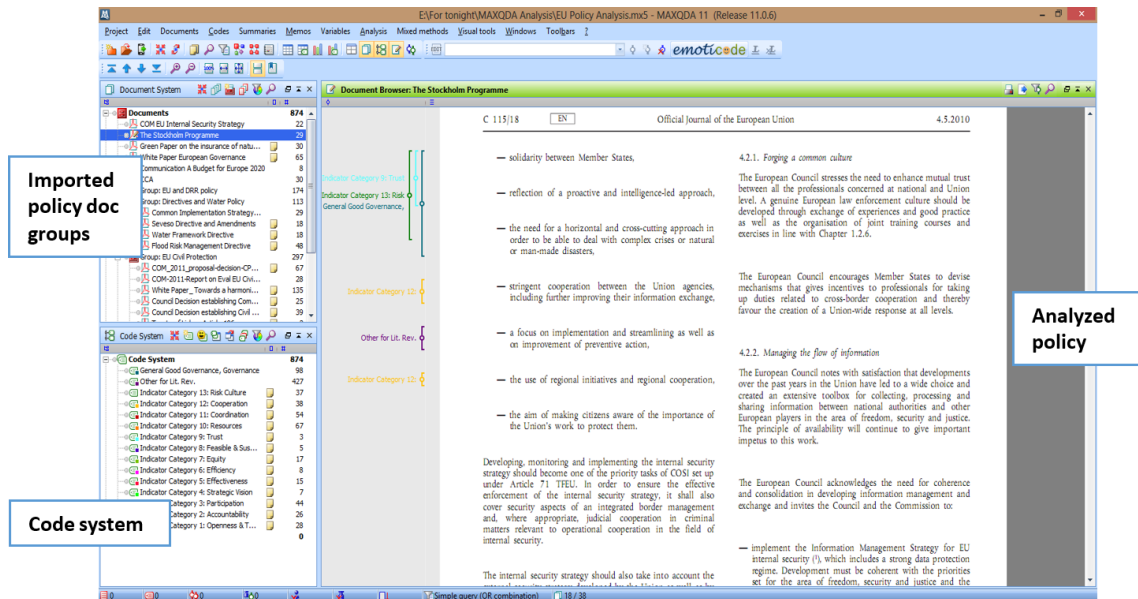 E:\For tonight\MAXQDA Analysis\EU Policy Analysis.mx5 - MAXQDA 11 (Release 11.0.6)
Project Edit Documents Codes Summaries Memos Variables Analysis Mixed methods Visual tools Windows Toolbars ?
emoticode
Document System
Documents 874
COM EU Internal Security Strategy 22
The Stockholm Programme 29
Green Paper on the insurance of natu... 30
White Paper European Governance 65
Communication A Budget for Europe 2020 8
CCA 30
Group: EU and DRR policy 174
Group: Directives and Water Policy 113
Common Implementation Strategy... 29
Seveso Directive and Amendments 18
Water Framework Directive 18
Flood Risk Management Directive 48
Group: EU Civil Protection 297
COM_2011_proposal-decision-CP... 67
COM-2011-Report on Eval EU Civi... 28
White Paper_ Towards a harmoni... 135
Council Decision establishing Com... 25
Council Decision establishing Civil ... 39
Imported
policy doc
groups
Code System
Code System 874
General Good Governance, Governance 98
Other for Lit. Rev. 427
Indicator Category 13: Risk Culture 37
Indicator Category 12: Cooperation 38
Indicator Category 11: Coordination 54
Indicator Category 10: Resources 67
Indicator Category 9: Trust 3
Indicator Category 8: Feasible & Sus... 5
Indicator Category 7: Equity 17
Indicator Category 6: Efficiency 8
Indicator Category 5: Effectiveness 15
Indicator Category 4: Strategic Vision 7
Category 3: Participation 44
Category 2: Accountability 26
Category 1: Openness & T... 28
0
Code system
Document Browser: The Stockholm Programme
C 115/18 EN Official Journal of the European Union 4.5.2010
Indicator Category 9: Trust
Indicator Category 13: Risk
General Good Governance,
Indicator Category 12:
Other for Lit. Rev.
Indicator Category 12:
— solidarity between Member States,
— reflection of a proactive and intelligence-led approach,
— the need for a horizontal and cross-cutting approach in
order to be able to deal with complex crises or natural
or man-made disasters,
— stringent cooperation between the Union agencies,
including further improving their information exchange,
— a focus on implementation and streamlining as well as
on improvement of preventive action,
— the use of regional initiatives and regional cooperation,
— the aim of making citizens aware of the importance of
the Union's work to protect them.
Developing, monitoring and implementing the internal security
strategy should become one of the priority tasks of COSI set up
under Article 71 TFEU. In order to ensure the effective
enforcement of the internal security strategy, it shall also
cover security aspects of an integrated border management
and, where appropriate, judicial cooperation in criminal
matters relevant to operational cooperation in the field of
internal security.
The internal security strategy should also take into account the
4.2.1. Forging a common culture
The European Council stresses the need to enhance mutual trust
between all the professionals concerned at national and Union
level. A genuine European law enforcement culture should be
developed through exchange of experiences and good practice
as well as the organisation of joint training courses and
exercises in line with Chapter 1.2.6.
The European Council encourages Member States to devise
mechanisms that gives incentives to professionals for taking
up duties related to cross-border cooperation and thereby
favour the creation of a Union-wide response at all levels.
4.2.2. Managing the flow of information
The European Council notes with satisfaction that developments
over the past years in the Union have led to a wide choice and
created an extensive toolbox for collecting, processing and
sharing information between national authorities and other
European players in the area of freedom, security and justice.
The principle of availability will continue to give important
impetus to this work.
The European Council acknowledges the need for coherence
and consolidation in developing information management and
exchange and invites the Council and the Commission to:
— implement the Information Management Strategy for EU
internal security (¹), which includes a strong data protection
regime. Development must be coherent with the priorities
set for the area of freedom, security and justice and the
Analyzed
policy
0 0 0 0 Simple query (OR combination) 18 / 38